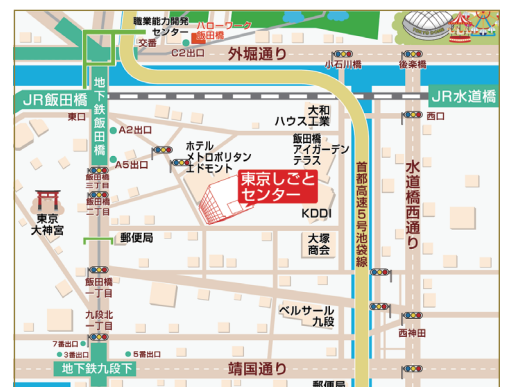 職業能力開発
センター
ハローワーク
飯田橋
交番
C2出口
外堀通り
小石川橋
後楽橋
JR飯田橋
JR水道橋
東口
西口
地下鉄飯田橋
A2出口
A5出口
大和
ハウス工業
飯田橋
アイガーデン
テラス
ホテル
メトロポリタン
エドモント
東京しごと
センター
KDDI
首都高速5号池袋線
水道橋西通り
飯田橋
三丁目
飯田橋
二丁目
東京
大神宮
郵便局
大塚
商会
飯田橋
一丁目
九段北
一丁目
ベルサール
九段
西神田
7番出口
3番出口
5番出口
地下鉄九段下
靖国通り
郵便局